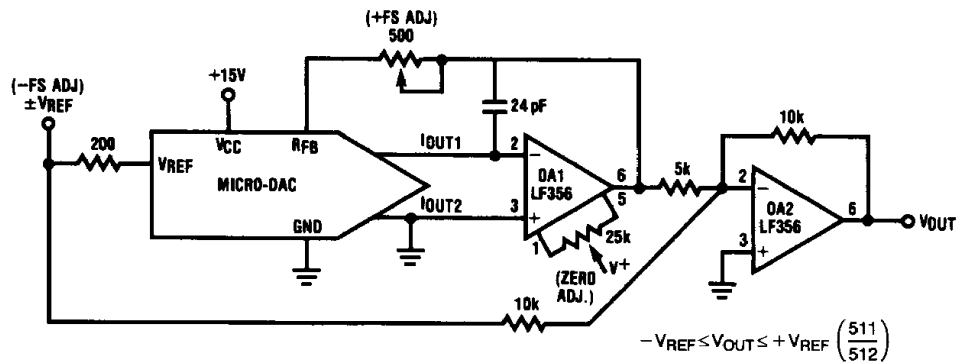 (+FS ADJ)
500
(−FS ADJ)
±VREF
+15V
24 pF
10k
200
VREF
VCC
RFB
IOUT1
2
−
6
5k
2
−
MICRO-DAC
OA1
LF356
5
OA2
LF356
6
VOUT
IOUT2
3
+
3
+
GND
1
25k
V+
(ZERO
ADJ.)
10k
−VREF ≤ VOUT ≤ +VREF (511/512)